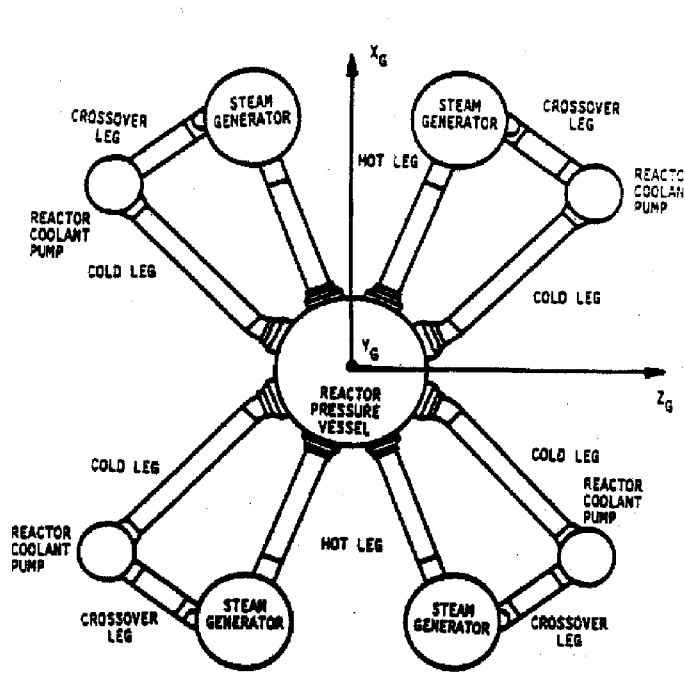 X_G
STEAM
GENERATOR
CROSSOVER
LEG
STEAM
GENERATOR
CROSSOVER
LEG
HOT LEG
REACTOR
COOLANT
PUMP
REACTOR
COOLANT
PUMP
COLD LEG
COLD LEG
Y_G
Z_G
REACTOR
PRESSURE
VESSEL
COLD LEG
COLD LEG
REACTOR
COOLANT
PUMP
REACTOR
COOLANT
PUMP
HOT LEG
STEAM
GENERATOR
STEAM
GENERATOR
CROSSOVER
LEG
CROSSOVER
LEG